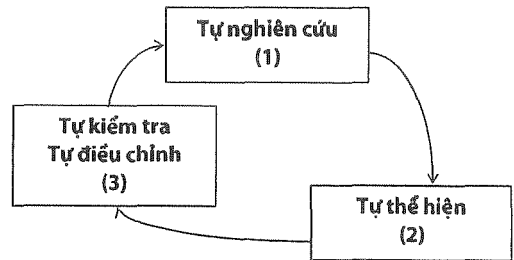 Tự nghiên cứu
(1)
Tự thể hiện
(2)
Tự kiểm tra
Tự điều chỉnh
(3)